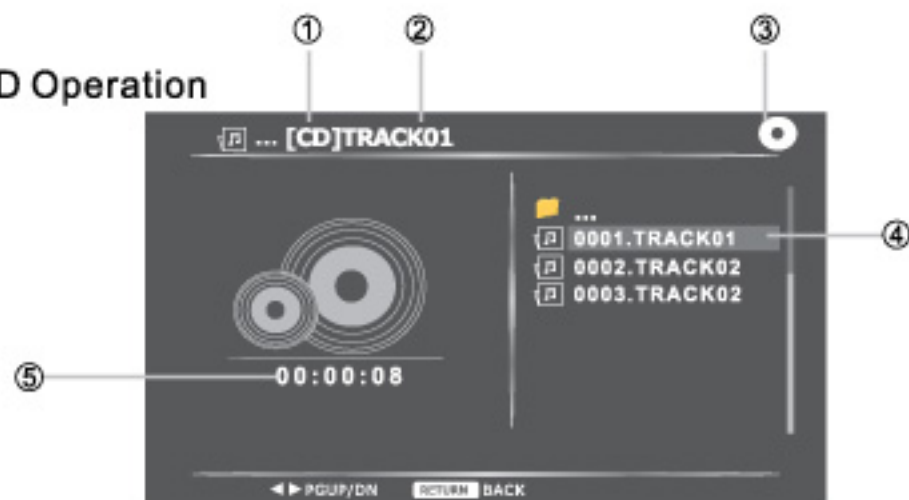 ① ② ③
D Operation
... [CD]TRACK01
...
0001.TRACK01
④
0002.TRACK02
0003.TRACK02
⑤
00:00:08
◀ ▶ PGUP/DN RETURN BACK